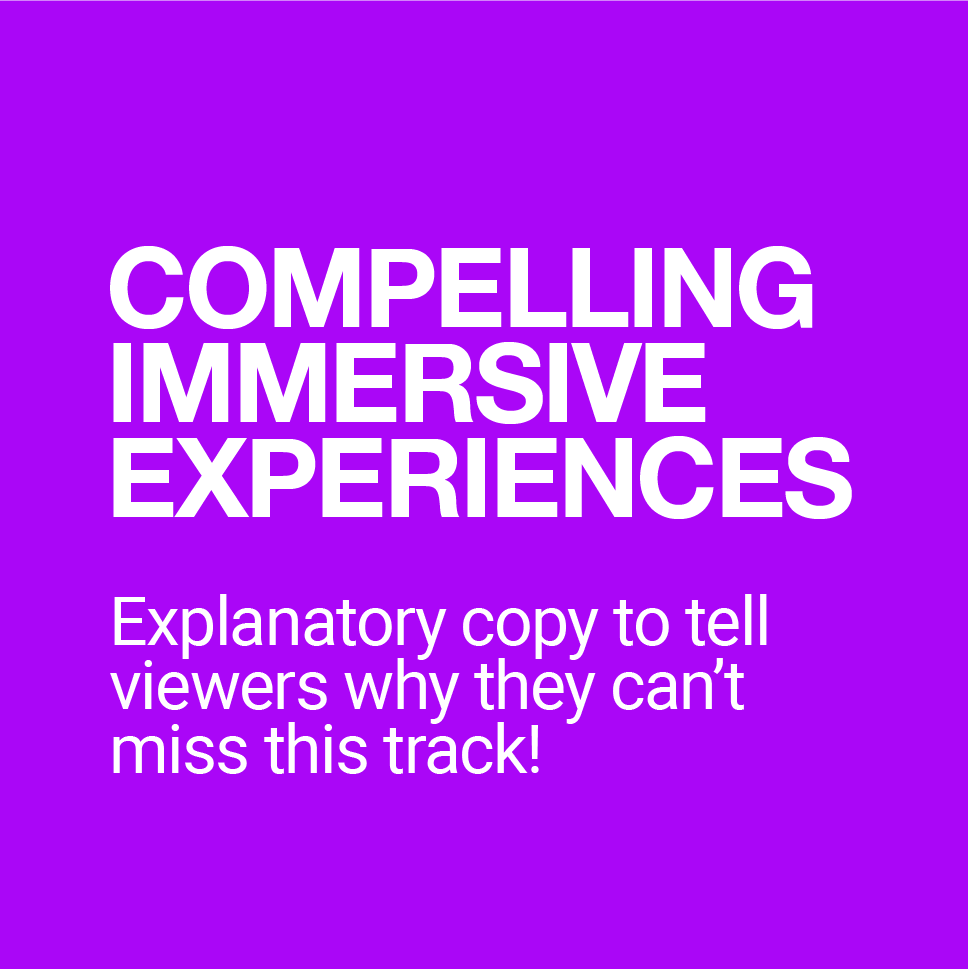 COMPELLING
IMMERSIVE
EXPERIENCES
Explanatory copy to tell
viewers why they can’t
miss this track!